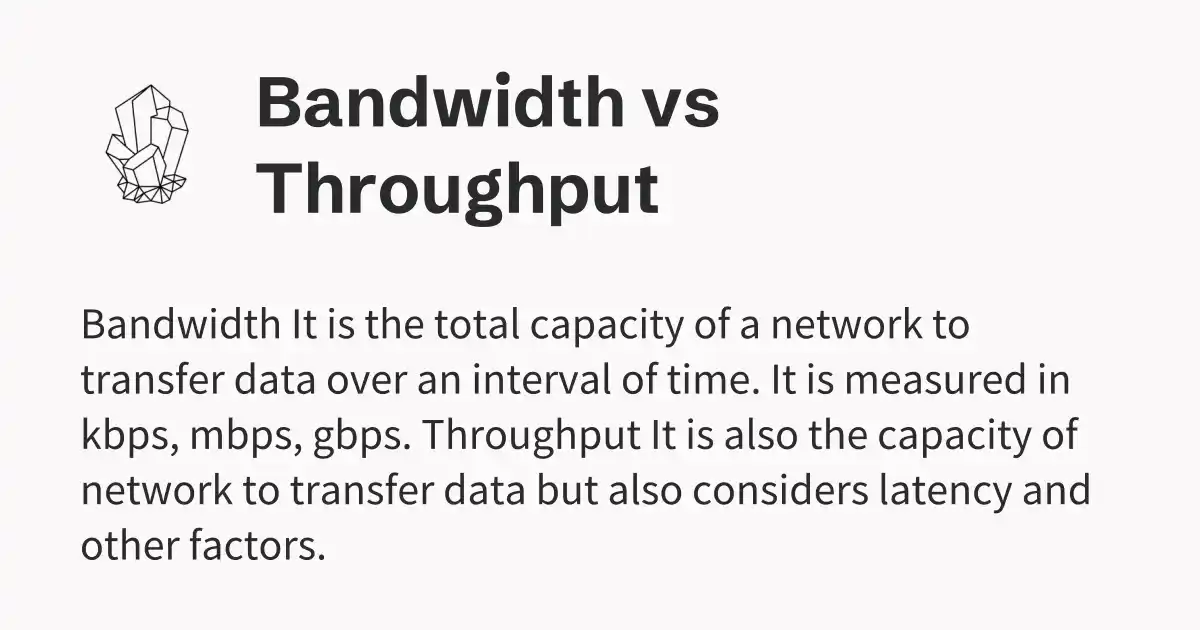 Bandwidth vs
Throughput
Bandwidth It is the total capacity of a network to
transfer data over an interval of time. It is measured in
kbps, mbps, gbps. Throughput It is also the capacity of
network to transfer data but also considers latency and
other factors.